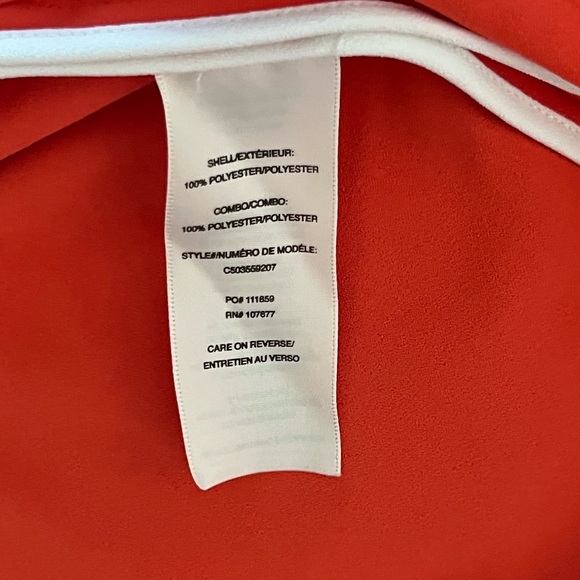 SHELL/EXTÉRIEUR:
100% POLYESTER/POLYESTER
COMBO/COMBO:
100% POLYESTER/POLYESTER
STYLE#/NUMÉRO DE MODÈLE:
C503559207
PO# 111859
RN# 107677
CARE ON REVERSE/
ENTRETIEN AU VERSO